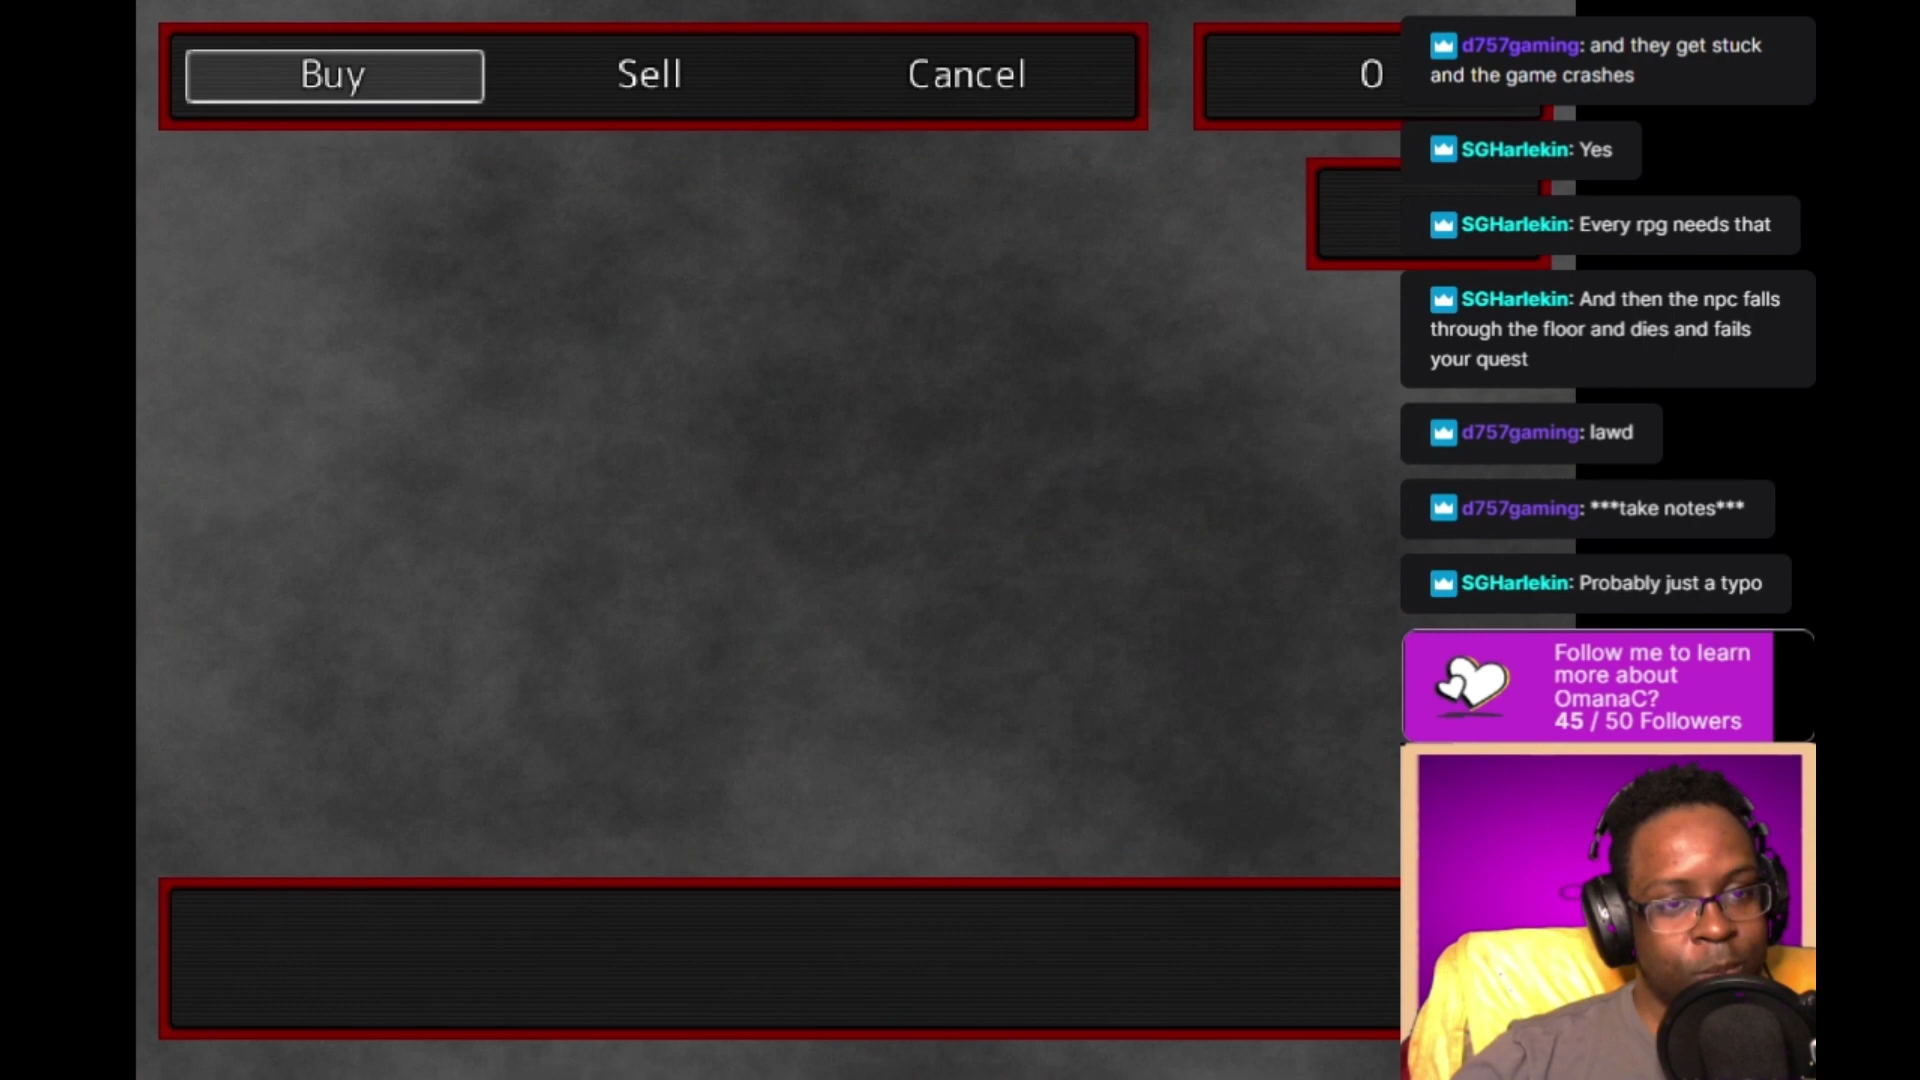 Buy
Sell
Cancel
0
d757gaming: and they get stuck
and the game crashes
SGHarlekin: Yes
SGHarlekin: Every rpg needs that
SGHarlekin: And then the npc falls
through the floor and dies and fails
your quest
d757gaming: lawd
d757gaming: ***take notes***
SGHarlekin: Probably just a typo
Follow me to learn
more about
OmanaC?
45 / 50 Followers